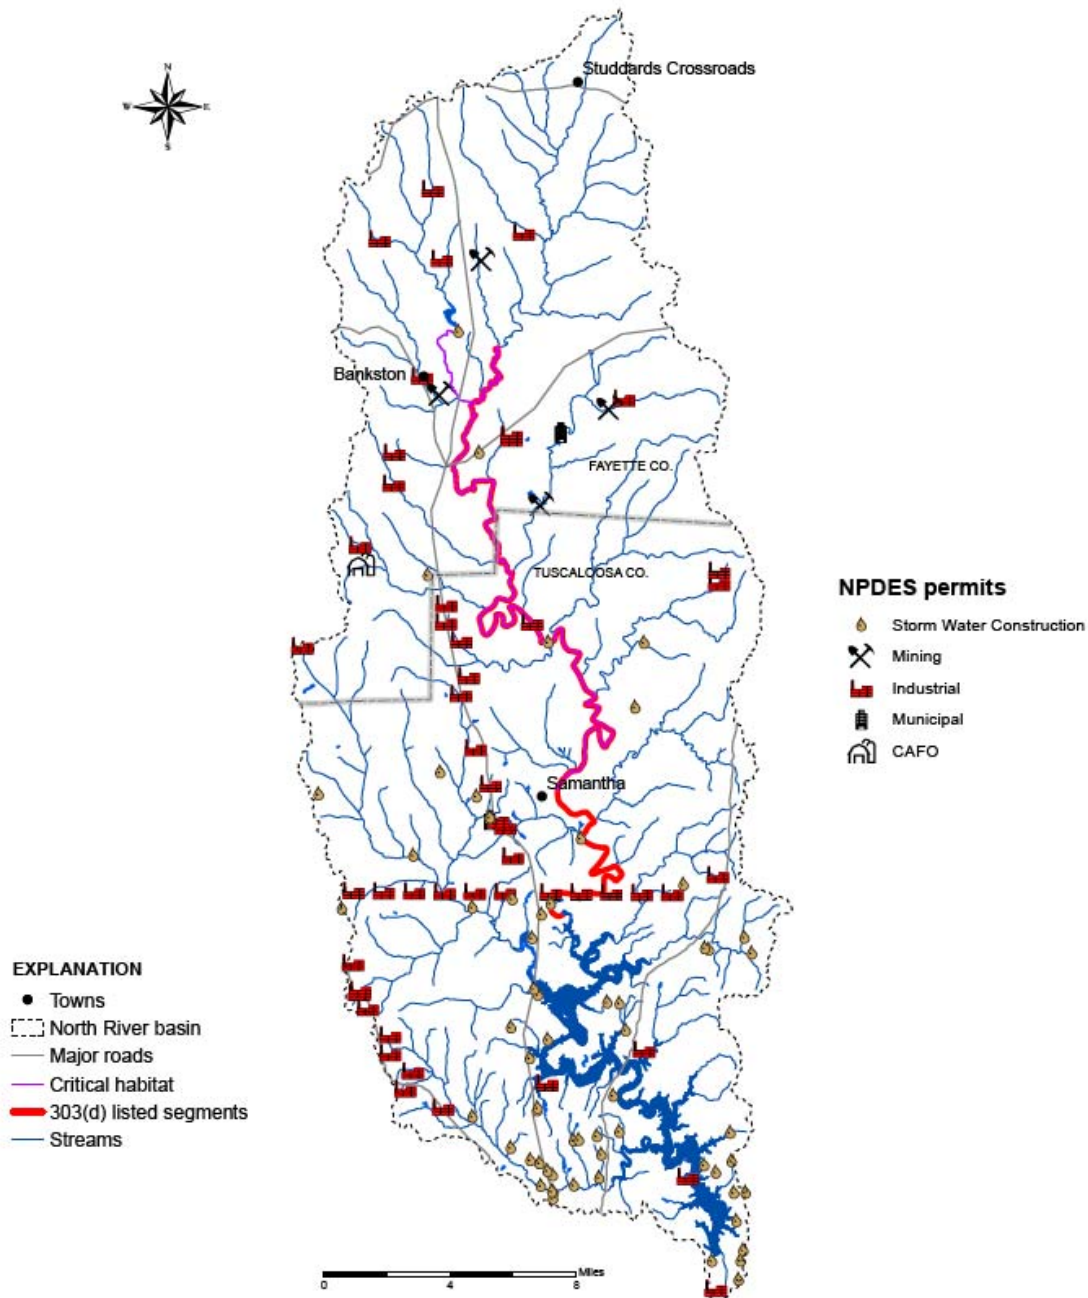 Studdards Crossroads
N
W
E
S
Bankston
FAYETTE CO.
TUSCALOOSA CO.
Samantha
NPDES permits
Storm Water Construction
Mining
Industrial
Municipal
CAFO
EXPLANATION
Towns
North River basin
Major roads
Critical habitat
303(d) listed segments
Streams
Miles
0 4 8